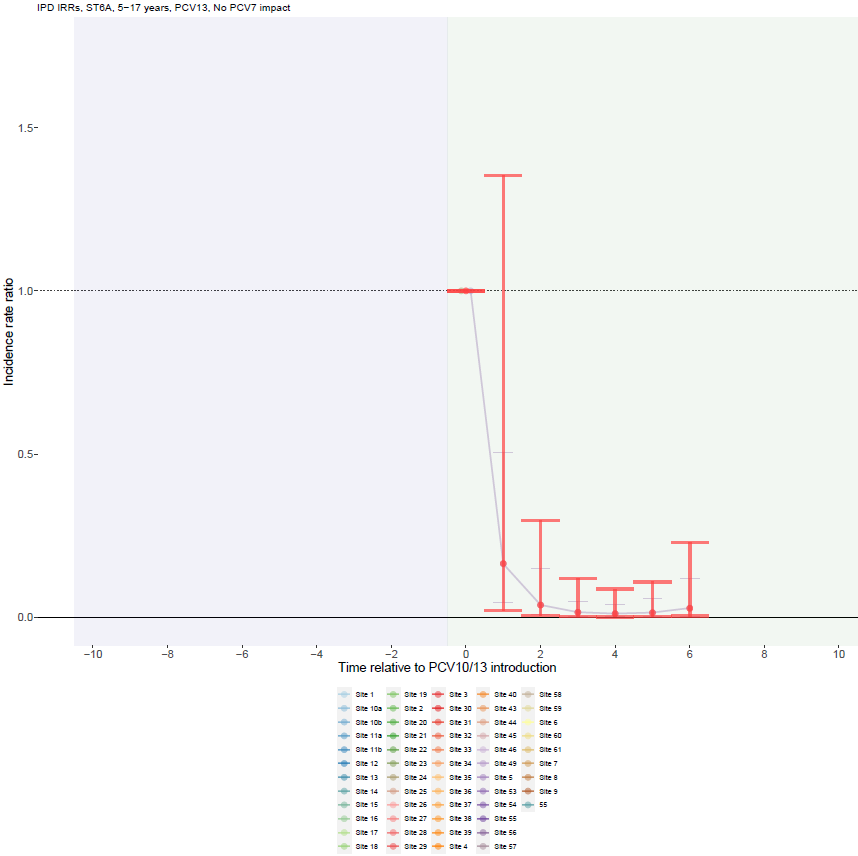 IPD IRRs, ST6A, 5−17 years, PCV13, No PCV7 impact
Incidence rate ratio
1.5
1.0
0.5
0.0
−10 −8 −6 −4 −2 0 2 4 6 8 10
Time relative to PCV10/13 introduction
Site 1 Site 19 Site 3 Site 40 Site 58
Site 10a Site 2 Site 30 Site 43 Site 59
Site 10b Site 20 Site 31 Site 44 Site 6
Site 11a Site 21 Site 32 Site 45 Site 60
Site 11b Site 22 Site 33 Site 46 Site 61
Site 12 Site 23 Site 34 Site 49 Site 7
Site 13 Site 24 Site 35 Site 5 Site 8
Site 14 Site 25 Site 36 Site 53 Site 9
Site 15 Site 26 Site 37 Site 54 55
Site 16 Site 27 Site 38 Site 55
Site 17 Site 28 Site 39 Site 56
Site 18 Site 29 Site 4 Site 57